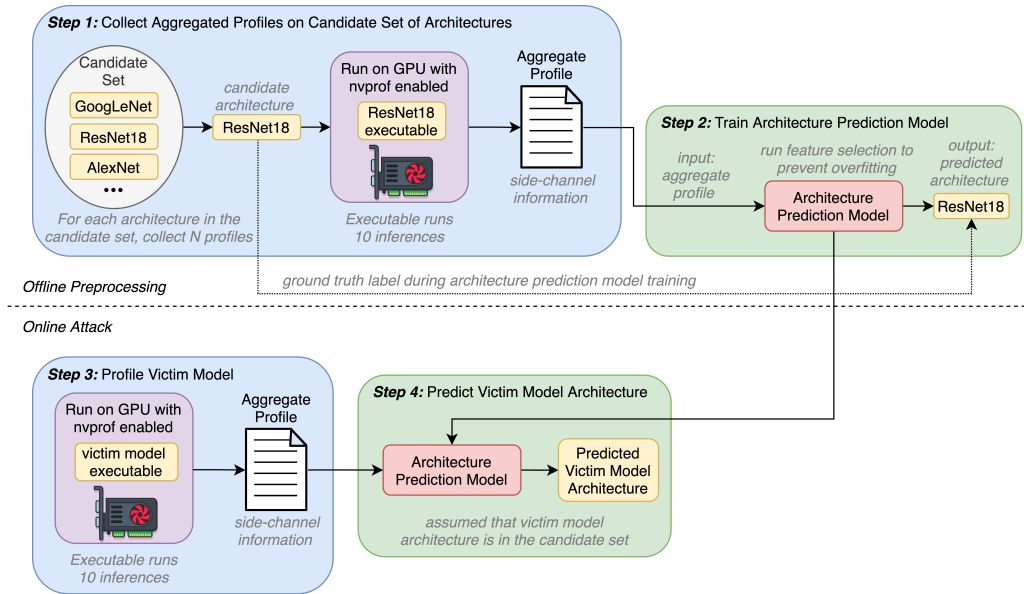 Step 1: Collect Aggregated Profiles on Candidate Set of Architectures
Candidate
Set
GoogLeNet
ResNet18
AlexNet
•••
For each architecture in the
candidate set, collect N profiles
candidate
architecture
ResNet18
Run on GPU with
nvprof enabled
ResNet18
executable
Executable runs
10 inferences
Aggregate
Profile
side-channel
information
Step 2: Train Architecture Prediction Model
input:
aggregate
profile
run feature selection to
prevent overfitting
Architecture
Prediction Model
output:
predicted
architecture
ResNet18
ground truth label during architecture prediction model training
Offline Preprocessing
Online Attack
Step 3: Profile Victim Model
Run on GPU with
nvprof enabled
victim model
executable
Executable runs
10 inferences
Aggregate
Profile
side-channel
information
Step 4: Predict Victim Model Architecture
Architecture
Prediction Model
Predicted
Victim Model
Architecture
assumed that victim model
architecture is in the candidate set